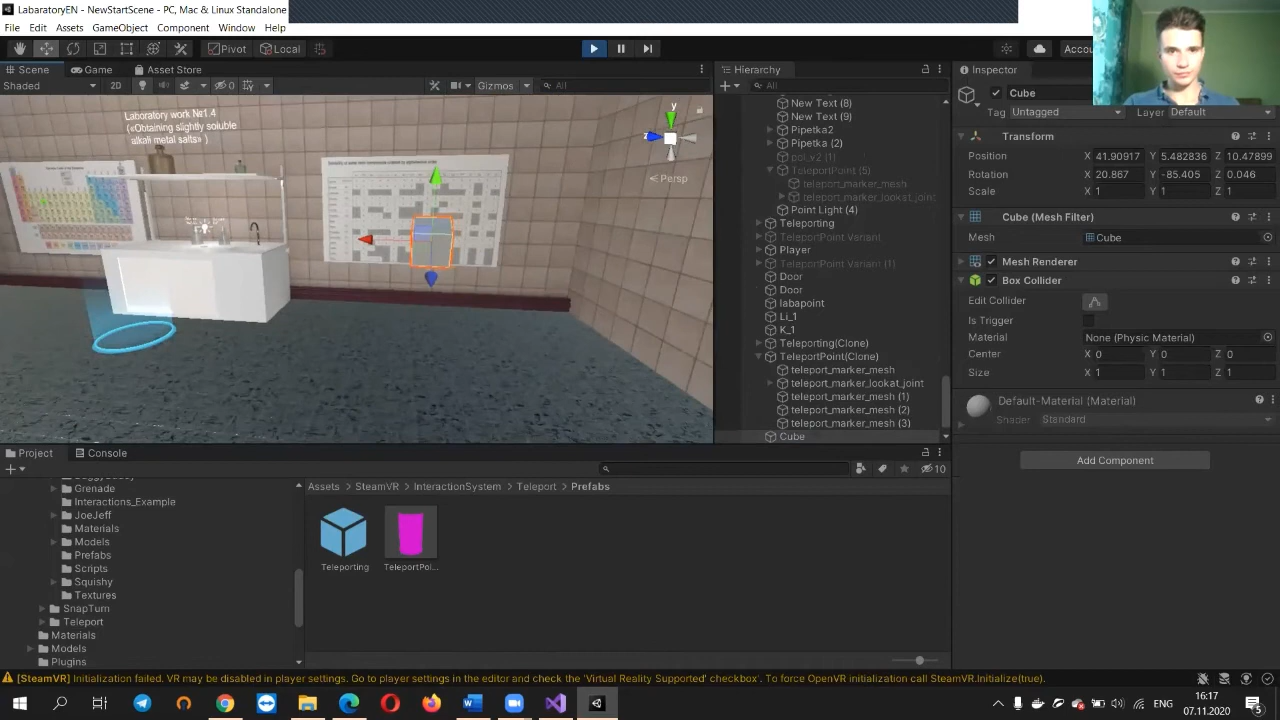 LabaratoryEN - NewStartScene - PC, Mac & Linux Standalone
File Edit Assets GameObject Component Window Help
Pivot Local Accou
Scene Game Asset Store
Shaded 2D 0 Gizmos All
Laboratory work №1.4
(«Obtaining slightly soluble
alkali metal salts» )
y
z
Persp
Hierarchy
All
New Text (8)
New Text (9)
Pipetka2
Pipetka (2)
pol_v2 (1)
TeleportPoint (5)
teleport_marker_mesh
teleport_marker_lookat_joint
Point Light (4)
Teleporting
TeleportPoint Variant
Player
TeleportPoint Variant (1)
Door
Door
labapoint
Li_1
K_1
Teleporting(Clone)
TeleportPoint(Clone)
teleport_marker_mesh
teleport_marker_lookat_joint
teleport_marker_mesh (1)
teleport_marker_mesh (2)
teleport_marker_mesh (3)
Cube
Inspector
Cube
Tag Untagged Layer Default
Transform
Position X 41.90917 Y 5.482836 Z 10.47899
Rotation X 20.867 Y -85.405 Z 0.046
Scale X 1 Y 1 Z 1
Cube (Mesh Filter)
Mesh Cube
Mesh Renderer
Box Collider
Edit Collider
Is Trigger
Material None (Physic Material)
Center X 0 Y 0 Z 0
Size X 1 Y 1 Z 1
Default-Material (Material)
Shader Standard
Add Component
Project Console
10
Grenade
Interactions_Example
JoeJeff
Materials
Models
Prefabs
Scripts
Squishy
Textures
SnapTurn
Teleport
Materials
Models
Plugins
Assets > SteamVR > InteractionSystem > Teleport > Prefabs
Teleporting TeleportPoi...
[SteamVR] Initialization failed. VR may be disabled in player settings. Go to player settings in the editor and check the 'Virtual Reality Supported' checkbox'. To force OpenVR initialization call SteamVR.Initialize(true).
ENG 16:17
07.11.2020 5